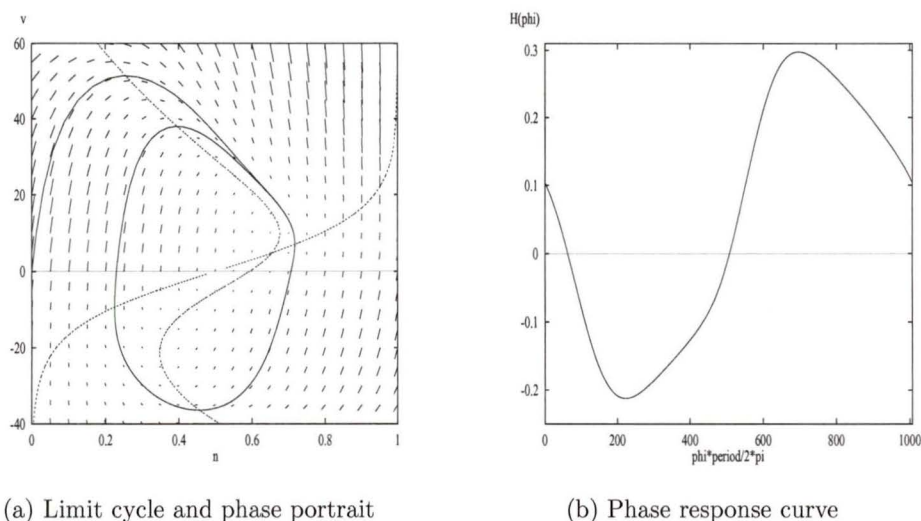 v
60
40
20
0
-20
-40
0 0.2 0.4 0.6 0.8 1
n
(a) Limit cycle and phase portrait
H(phi)
0.3
0.2
0.1
0
-0.1
-0.2
0 200 400 600 800 1000
phi*period/2*pi
(b) Phase response curve